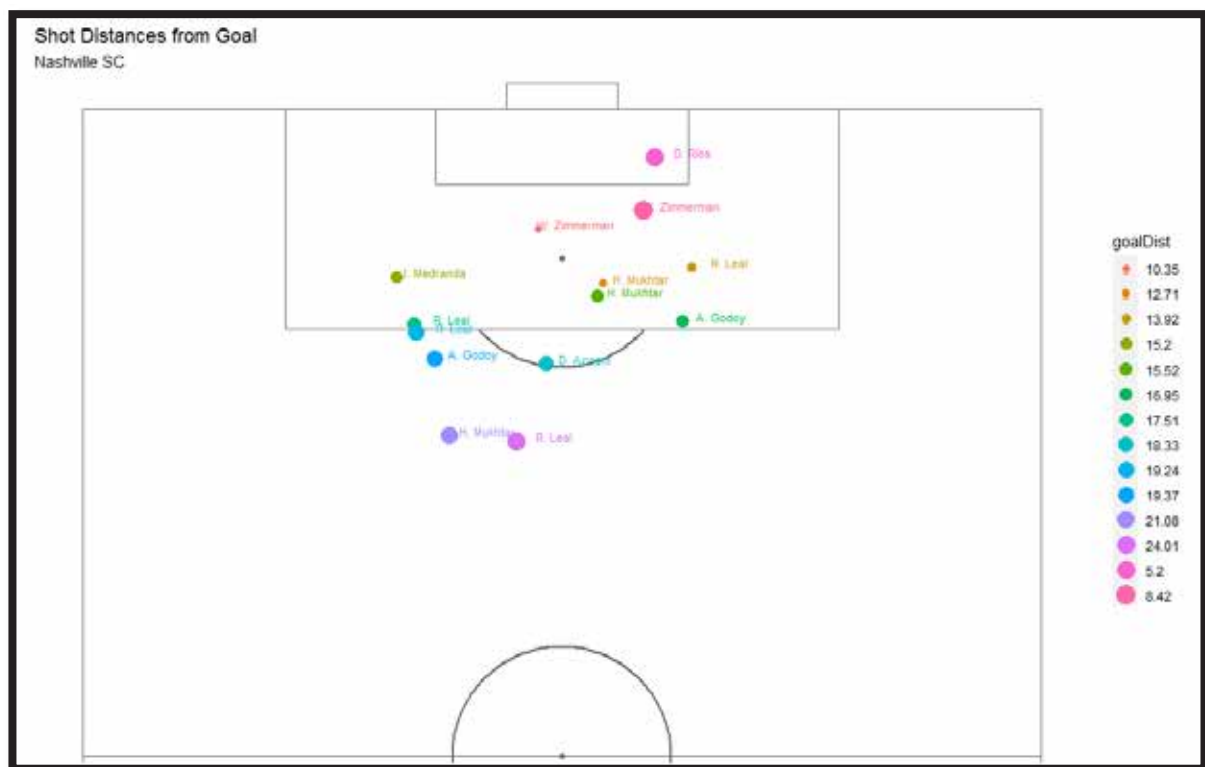 Shot Distances from Goal
Nashville SC
D. Rios
Zimmerman
W. Zimmerman
R. Leal
J. Medranda
H. Mukhtar
H. Mukhtar
R. Leal
R. Leal
A. Godoy
A. Godoy
D.
H. Mukhtar
R. Leal
goalDist
10.35
12.71
13.92
15.2
15.52
16.95
17.51
18.33
19.24
19.37
21.08
24.01
5.2
8.42